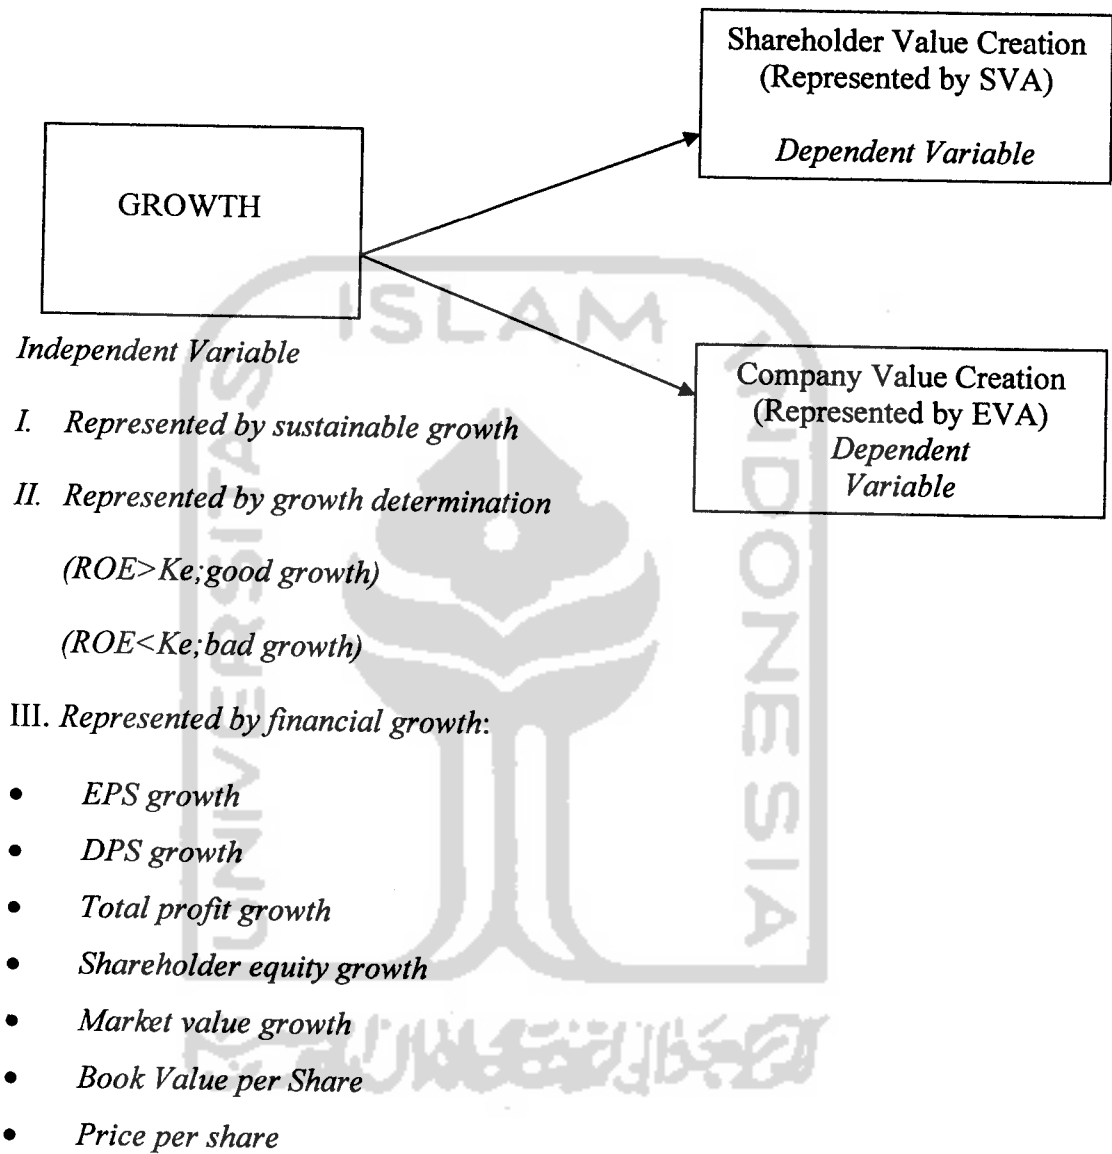 Shareholder Value Creation
(Represented by SVA)
Dependent Variable
GROWTH
Independent Variable
I. Represented by sustainable growth
II. Represented by growth determination
(ROE>Ke;good growth)
(ROE<Ke;bad growth)
III. Represented by financial growth:
• EPS growth
• DPS growth
• Total profit growth
• Shareholder equity growth
• Market value growth
• Book Value per Share
• Price per share
Company Value Creation
(Represented by EVA)
Dependent
Variable
UNIVERSITAS
ISLAM
INDONESIA